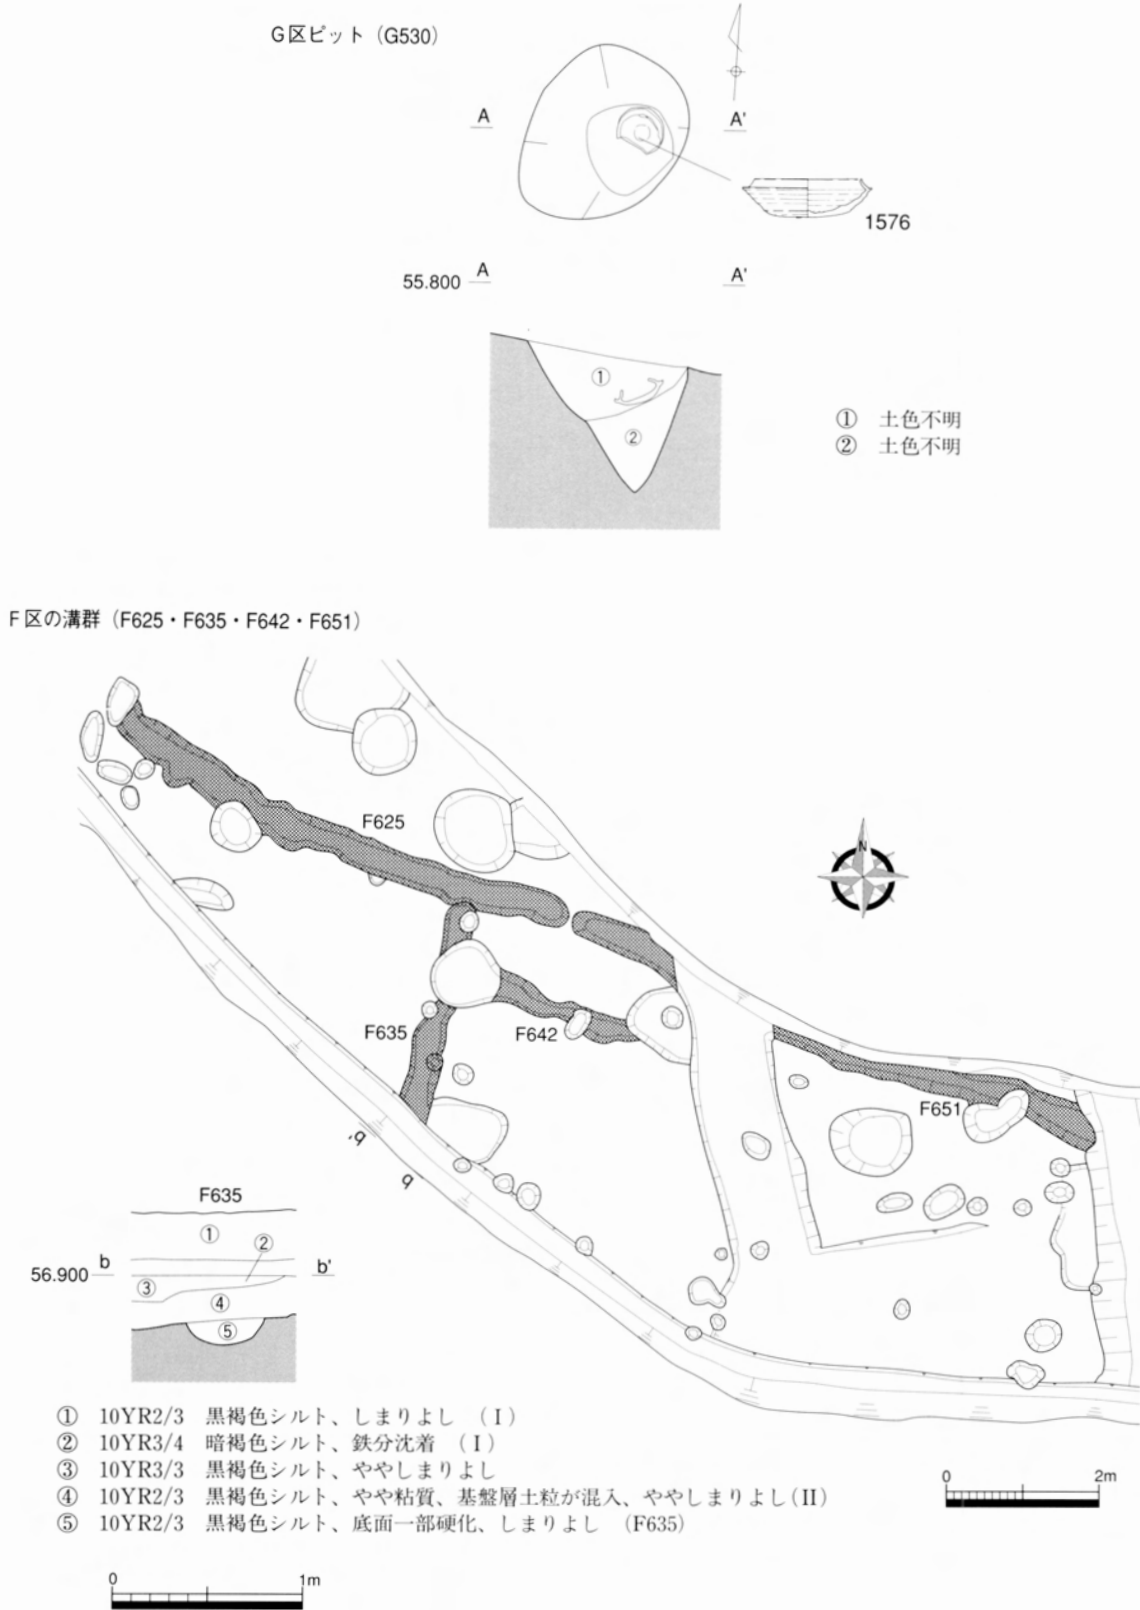 G区ピット（G530）
A A'
1576
55.800 A A'
①
②
① 土色不明
② 土色不明
F区の溝群（F625・F635・F642・F651）
F625
N
F635 F642
F651
b'
b
F635
①
②
56.900 b b'
③
④
⑤
① 10YR2/3 黒褐色シルト、しまりよし （Ⅰ）
② 10YR3/4 暗褐色シルト、鉄分沈着 （Ⅰ）
③ 10YR3/3 黒褐色シルト、ややしまりよし
④ 10YR2/3 黒褐色シルト、やや粘質、基盤層土粒が混入、ややしまりよし（II）
⑤ 10YR2/3 黒褐色シルト、底面一部硬化、しまりよし （F635）
0 2m
0 1m